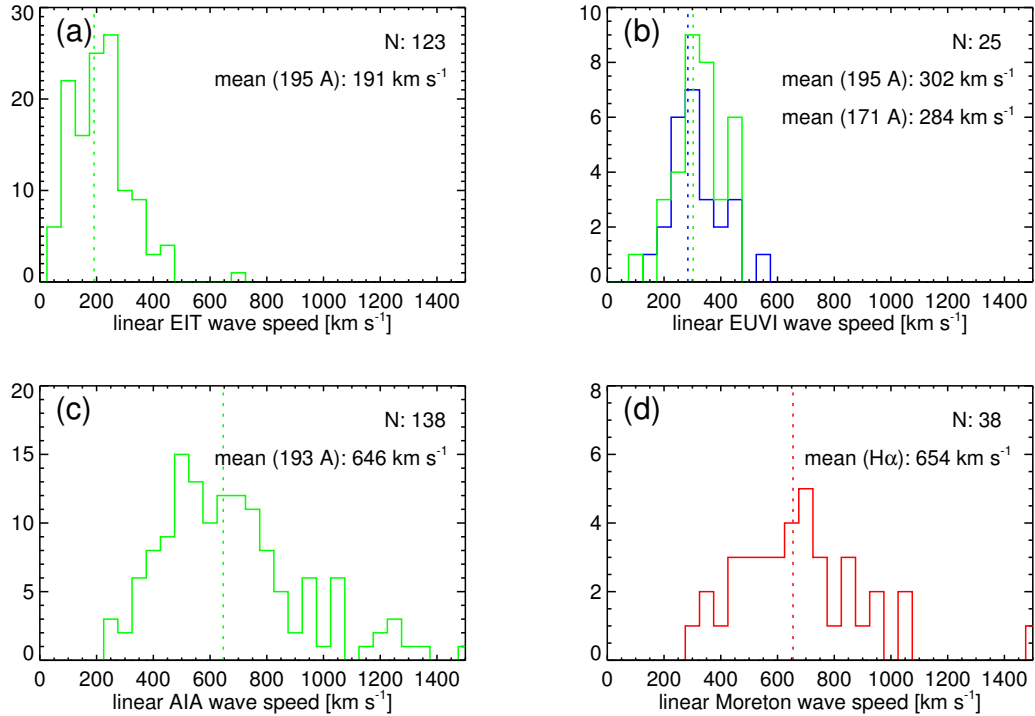 (a)
N: 123
mean (195 A): 191 km s⁻¹
30
20
10
0
0 200 400 600 800 1000 1200 1400
linear EIT wave speed [km s⁻¹]
(b)
N: 25
mean (195 A): 302 km s⁻¹
mean (171 A): 284 km s⁻¹
10
8
6
4
2
0
0 200 400 600 800 1000 1200 1400
linear EUVI wave speed [km s⁻¹]
(c)
N: 138
mean (193 A): 646 km s⁻¹
20
15
10
5
0
0 200 400 600 800 1000 1200 1400
linear AIA wave speed [km s⁻¹]
(d)
N: 38
mean (Hα): 654 km s⁻¹
8
6
4
2
0
0 200 400 600 800 1000 1200 1400
linear Moreton wave speed [km s⁻¹]